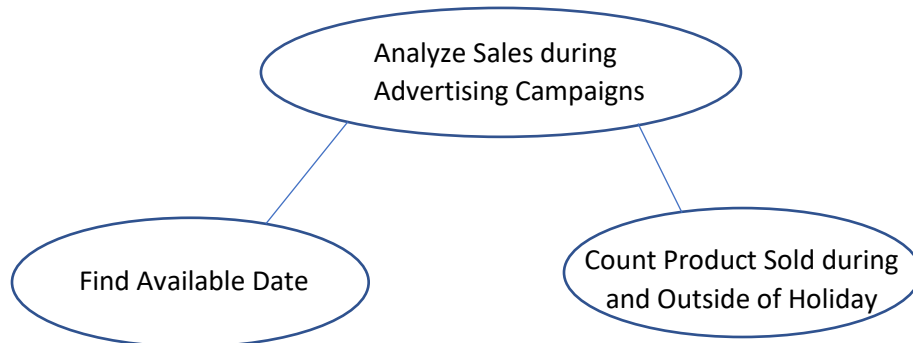 Analyze Sales during
Advertising Campaigns
Find Available Date
Count Product Sold during
and Outside of Holiday